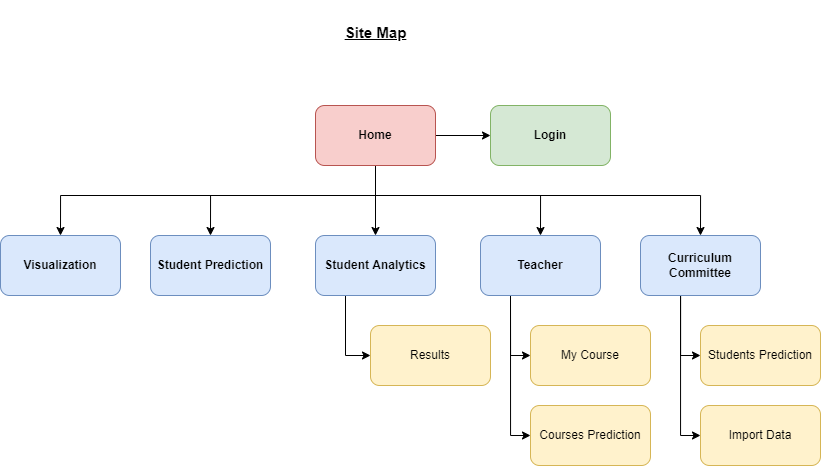 Site Map
Home
Login
Visualization
Student Prediction
Student Analytics
Teacher
Curriculum
Committee
Results
My Course
Students Prediction
Courses Prediction
Import Data